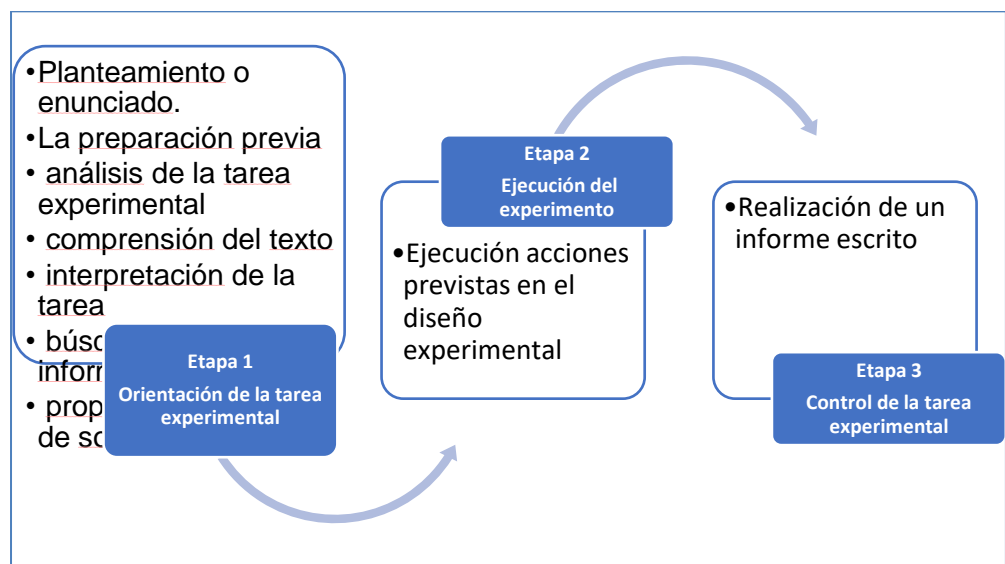 •Planteamiento o
enunciado.
•La preparación previa
• análisis de la tarea
experimental
• comprensión del texto
• interpretación de la
tarea
•
•
de
Etapa 1
Orientación de la tarea
experimental
Etapa 2
Ejecución del
experimento
•Ejecución acciones
previstas en el
diseño
experimental
•Realización de un
informe escrito
Etapa 3
Control de la tarea
experimental